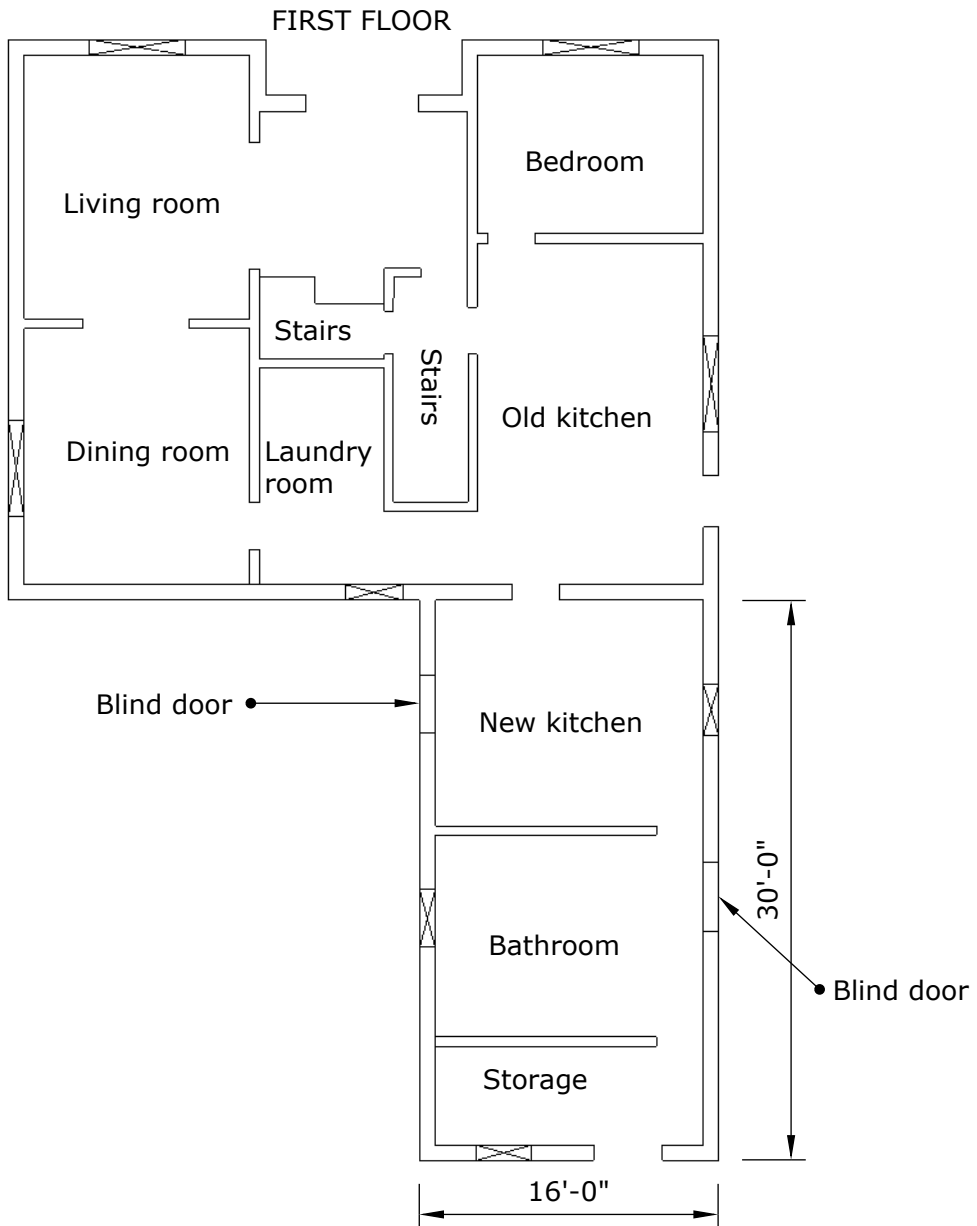 FIRST FLOOR
Bedroom
Living room
Stairs
Stairs
Old kitchen
Dining room
Laundry
room
Blind door
New kitchen
30'-0"
Bathroom
Blind door
Storage
16'-0"